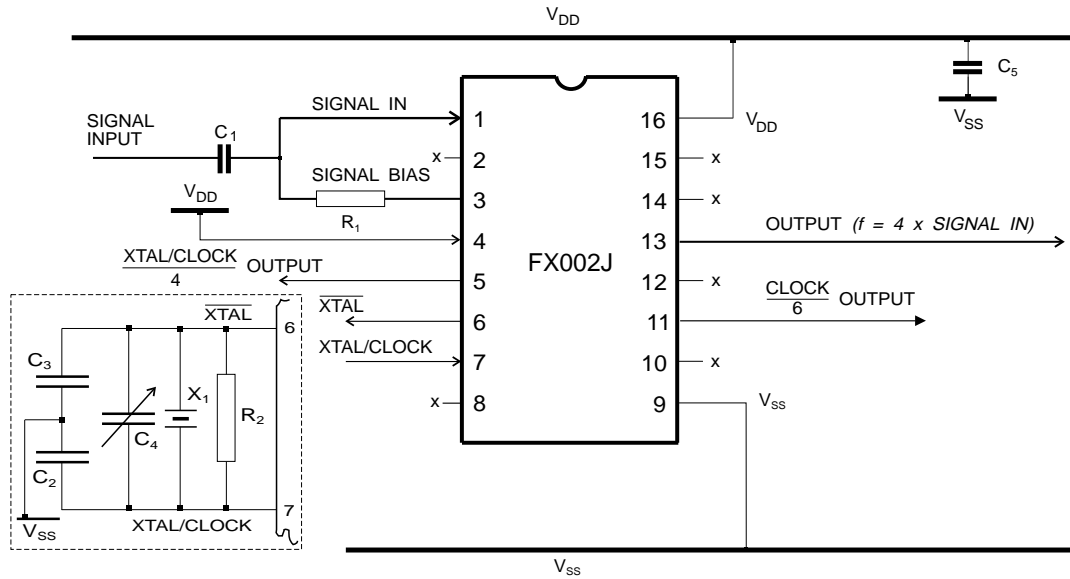 V_DD
C_5
V_SS
SIGNAL INPUT
C_1
SIGNAL IN
SIGNAL BIAS
R_1
V_DD
XTAL/CLOCK
4
OUTPUT
X̅T̅A̅L̅
XTAL/CLOCK
1
x 2
3
4
5
6
7
x 8
FX002J
16
V_DD
15 x
14 x
13
OUTPUT (f = 4 x SIGNAL IN)
12 x
11
CLOCK
6
OUTPUT
10 x
9
V_SS
X̅T̅A̅L̅
6
C_3
X_1
R_2
C_4
C_2
V_SS
XTAL/CLOCK
7
V_SS